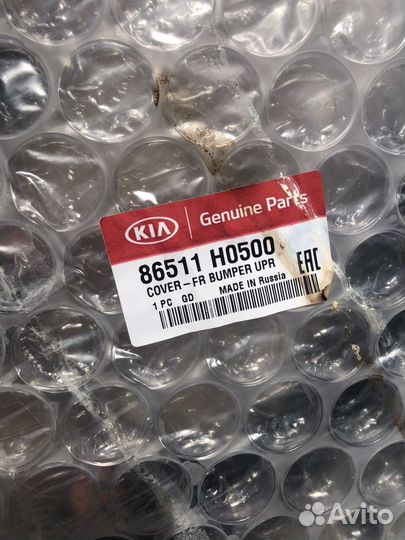 KIA Genuine Parts
86511 H0500
COVER-FR BUMPER UPR
1 PC GD MADE IN Russia
EAC
Avito